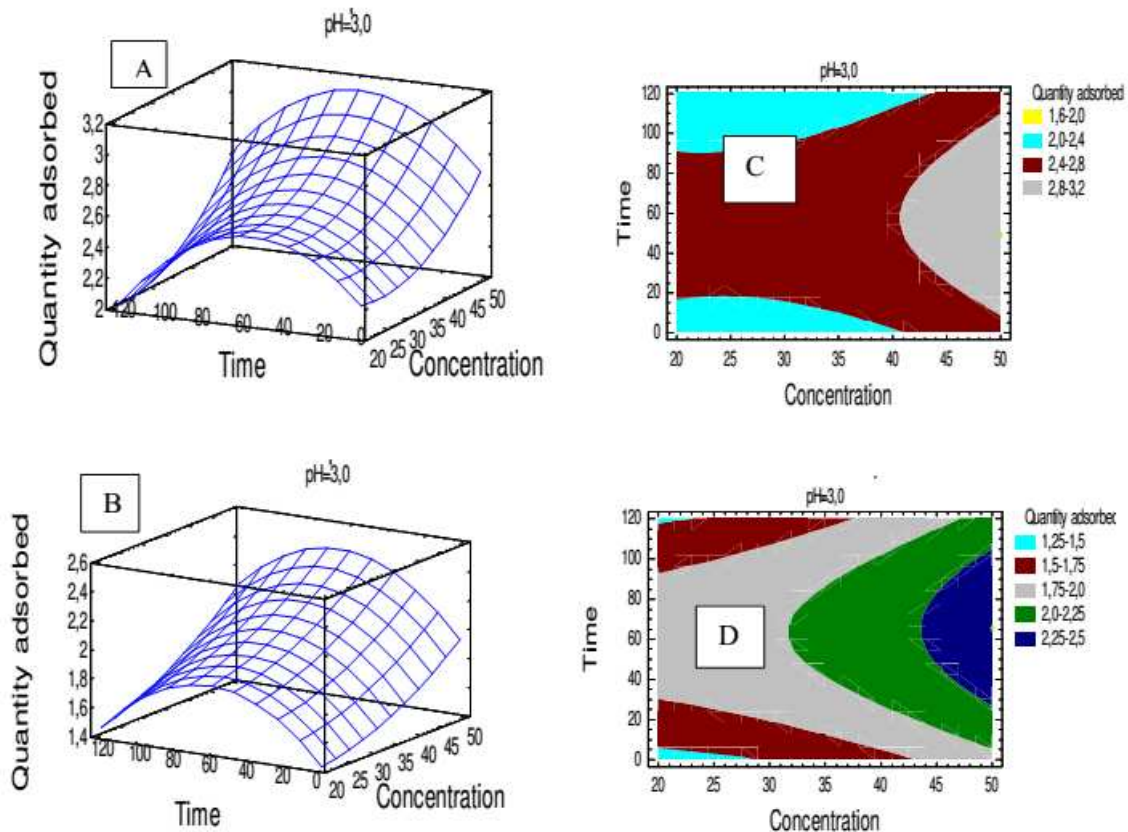 pH=3,0
A
Quantity adsorbed
3,2
3
2,8
2,6
2,4
2,2
2
120 100 80 60 40 20 0
Time
20 25 30 35 40 45 50
Concentration
pH=3,0
C
Time
120
100
80
60
40
20
0
20 25 30 35 40 45 50
Concentration
Quantity adsorbed
1,6-2,0
2,0-2,4
2,4-2,8
2,8-3,2
pH=3,0
B
Quantity adsorbed
2,6
2,4
2,2
2
1,8
1,6
1,4
120 100 80 60 40 20 0
Time
20 25 30 35 40 45 50
Concentration
pH=3,0
D
Time
120
100
80
60
40
20
0
20 25 30 35 40 45 50
Concentration
Quantity adsorbed
1,25-1,5
1,5-1,75
1,75-2,0
2,0-2,25
2,25-2,5